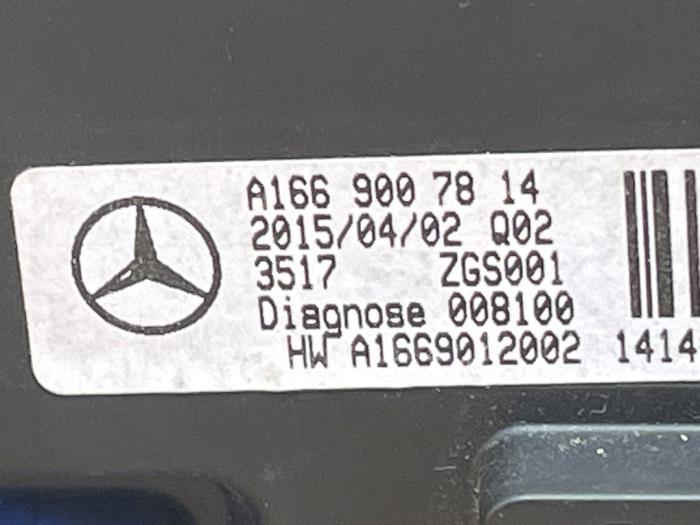 A166 900 78 14
2015/04/02 Q02
3517 ZGS001
Diagnose 008100
HW A1669012002 1414